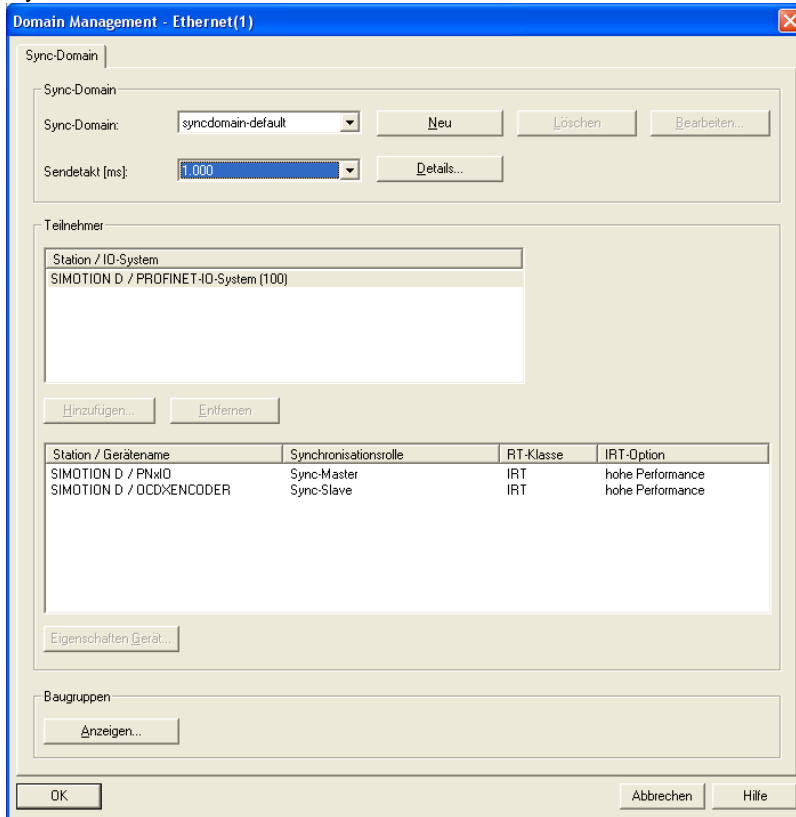 Domain Management - Ethernet(1)
Sync-Domain
Sync-Domain
Sync-Domain: syncdomain-default Neu Löschen Bearbeiten...
Sendetakt [ms]: 1.000 Details...
Teilnehmer
Station / IO-System
SIMOTION D / PROFINET-IO-System (100)
Hinzufügen... Entfernen
Station / Gerätename Synchronisationsrolle RT-Klasse IRT-Option
SIMOTION D / PNxIO Sync-Master IRT hohe Performance
SIMOTION D / OCDXENCODER Sync-Slave IRT hohe Performance
Eigenschaften Gerät...
Baugruppen
Anzeigen...
OK Abbrechen Hilfe